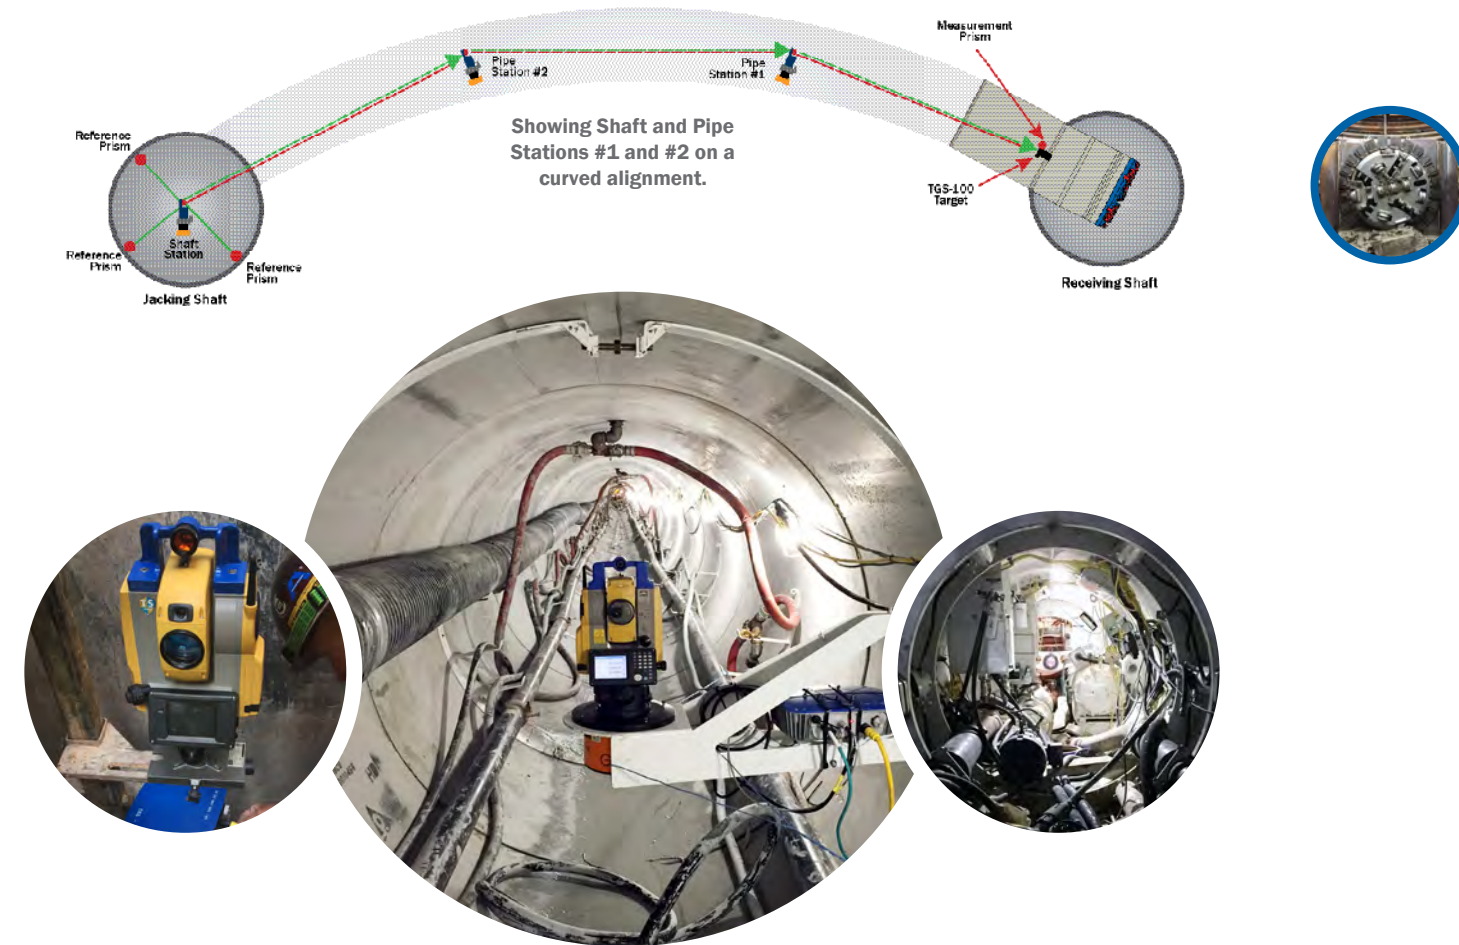 Measurement
Prism
Pipe
Station #2
Pipe
Station #1
Showing Shaft and Pipe
Stations #1 and #2 on a
curved alignment.
Reference
Prism
TGS-100
Target
Shaft
Station
Reference
Prism
Reference
Prism
Jacking Shaft
Receiving Shaft